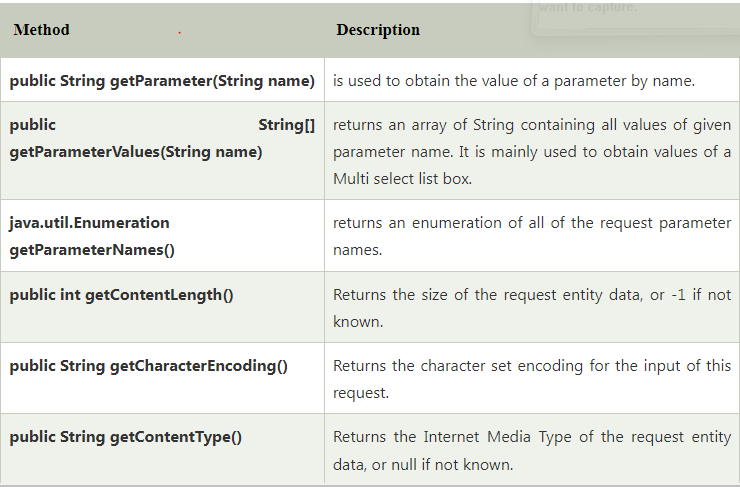 want to capture.
Method Description
public String getParameter(String name) is used to obtain the value of a parameter by name.
public String[] returns an array of String containing all values of given
getParameterValues(String name) parameter name. It is mainly used to obtain values of a
Multi select list box.
java.util.Enumeration returns an enumeration of all of the request parameter
getParameterNames() names.
public int getContentLength() Returns the size of the request entity data, or -1 if not
known.
public String getCharacterEncoding() Returns the character set encoding for the input of this
request.
public String getContentType() Returns the Internet Media Type of the request entity
data, or null if not known.